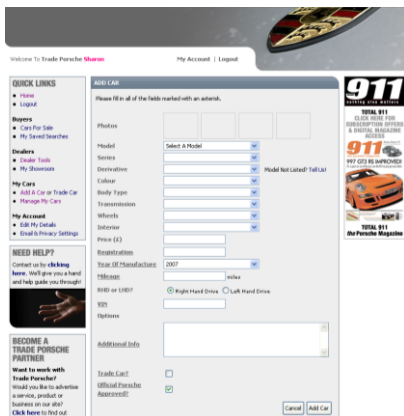 Welcome To Trade Porsche Sharon
My Account | Logout
QUICK LINKS
Home
Logout
Buyers
Cars For Sale
My Saved Searches
Dealers
Dealer Tools
My Showroom
My Cars
Add A Car or Trade Car
Manage My Cars
My Account
Edit My Details
Email & Privacy Settings
NEED HELP?
Contact us by clicking
here. We'll give you a hand
and help guide you through!
BECOME A
TRADE PORSCHE
PARTNER
Want to work with
Trade Porsche?
Would you like to advertise
a service, product or
business on our site?
Click here to find out
ADD CAR
Please fill in all of the fields marked with an asterisk.
Photos
Model
Select A Model
Series
Derivative
Model Not Listed? Tell Us!
Colour
Body Type
Transmission
Wheels
Interior
Price (£)
Registration
Year Of Manufacture
2007
Mileage
miles
RHD or LHD?
Right Hand Drive
Left Hand Drive
VIN
Options
Additional Info
Trade Car?
Official Porsche
Approved?
Cancel
Add Car
911
nothing else matters
TOTAL 911
CLICK HERE FOR
SUBSCRIPTION OFFERS
& DIGITAL MAGAZINE
ACCESS
911
997 GT3 RS IMPROVED!
TOTAL 911
the Porsche Magazine